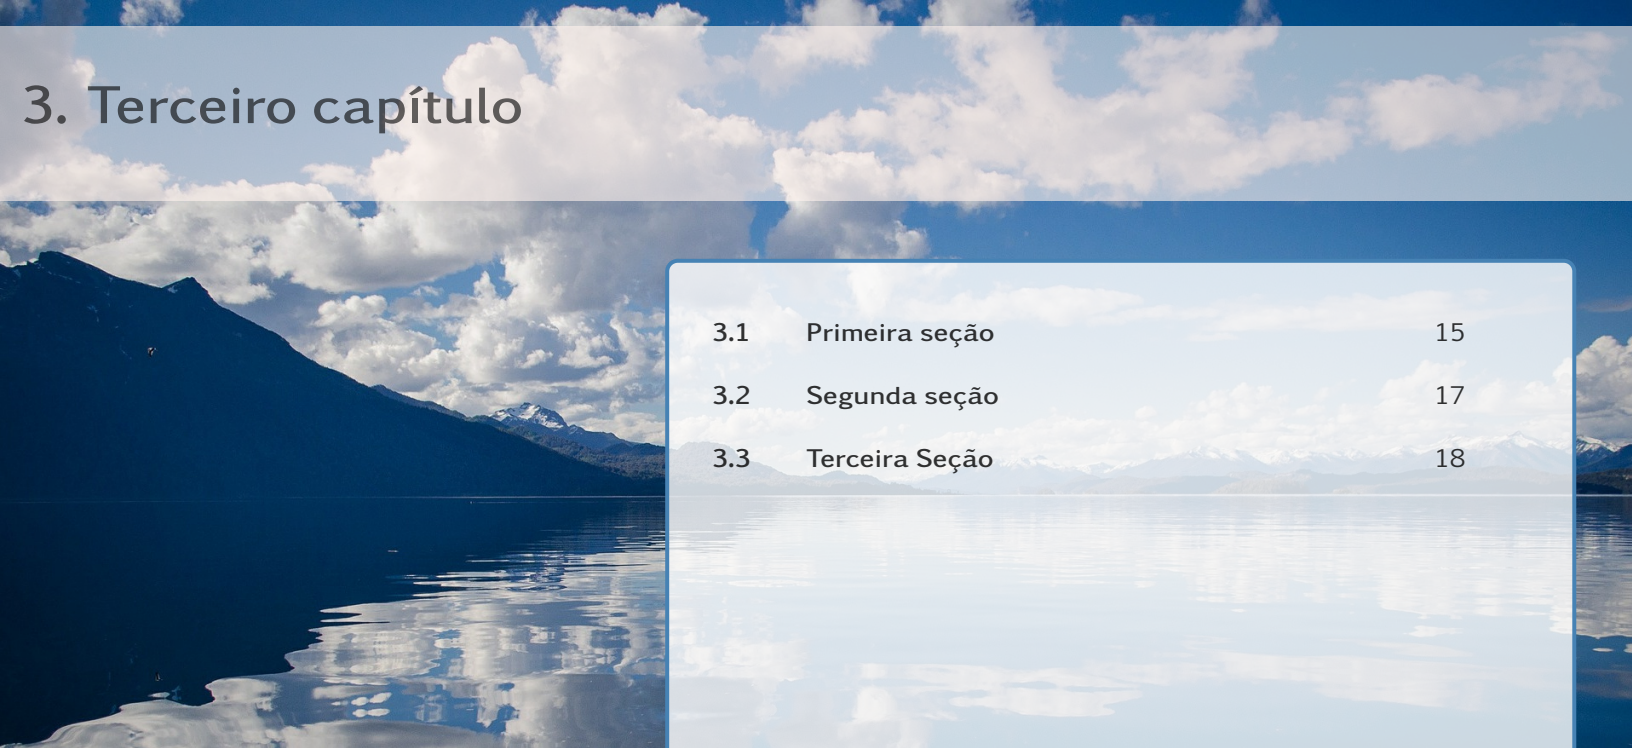 3. Terceiro capítulo
3.1 Primeira seção 15
3.2 Segunda seção 17
3.3 Terceira Seção 18